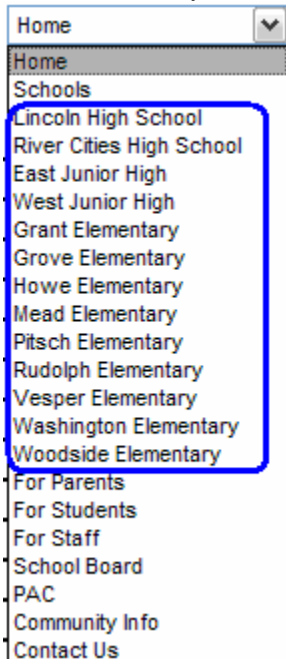 Home
Home
Schools
Lincoln High School
River Cities High School
East Junior High
West Junior High
Grant Elementary
Grove Elementary
Howe Elementary
Mead Elementary
Pitsch Elementary
Rudolph Elementary
Vesper Elementary
Washington Elementary
Woodside Elementary
For Parents
For Students
For Staff
School Board
PAC
Community Info
Contact Us